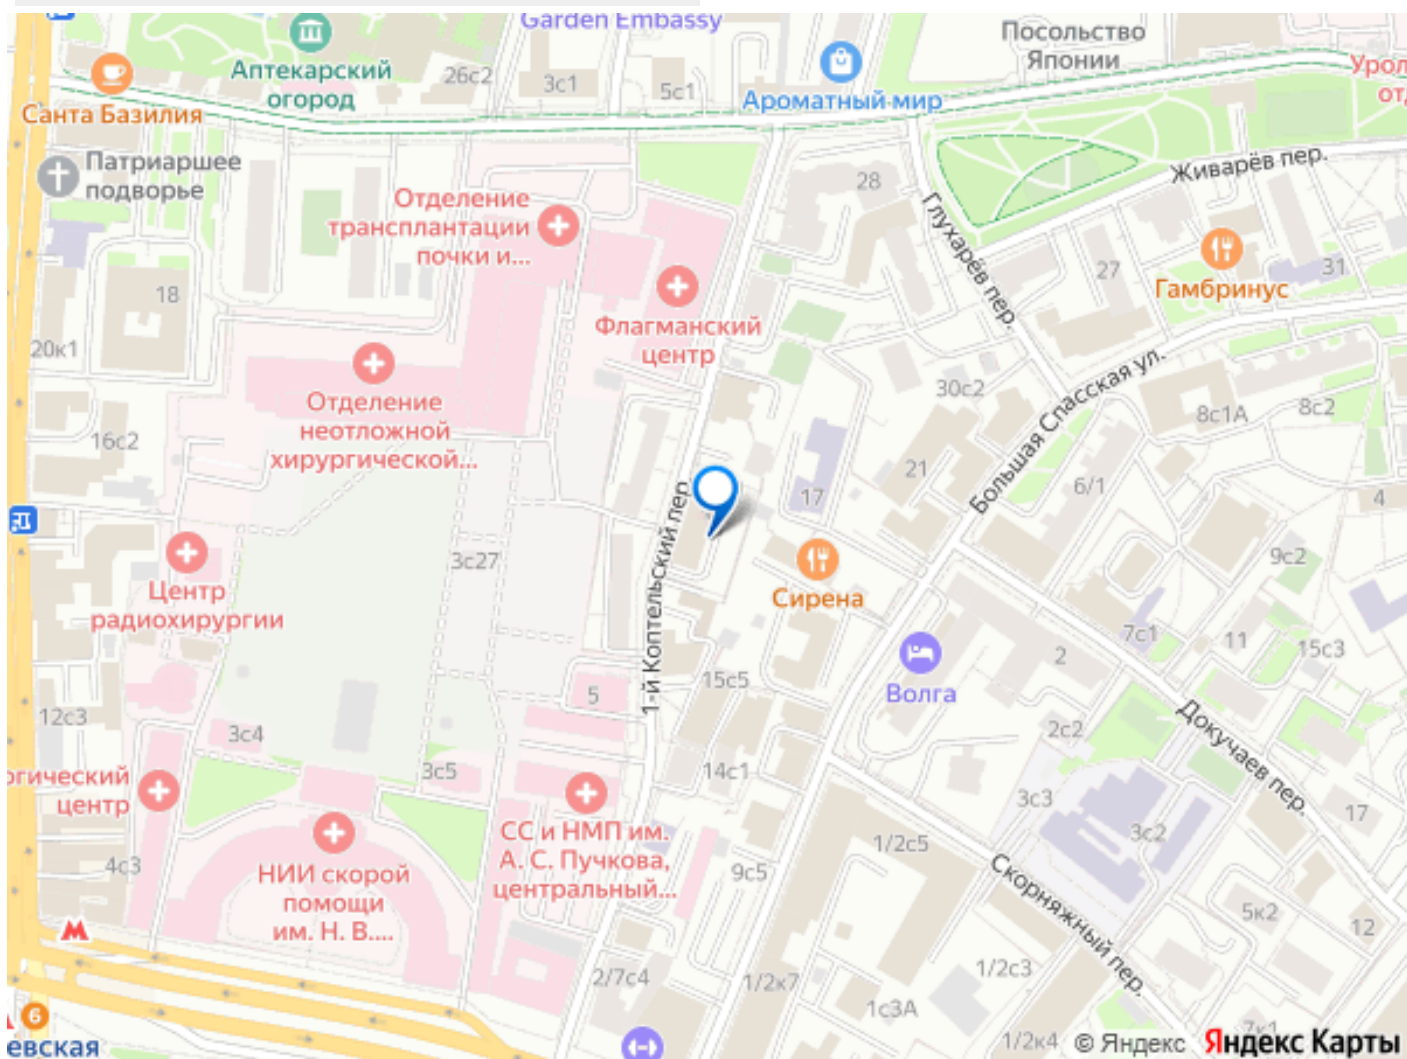 Garden Embassy
Посольство
Японии
Аптекарский
огород
26с2
3с1
5с1
Ароматный мир
Урол
от
Санта Базилия
Патриаршее
подворье
Живарёв пер.
28
Отделение
трансплантации
почки и...
Глухарёв пер.
27
31
Гамбринус
18
Флагманский
центр
20к1
Отделение
неотложной
хирургической...
30с2
Большая Спасская ул.
8с1А
8с2
16с2
21
6/1
17
4
1-й Коптельский пер.
3с27
9с2
Сирена
Центр
радиохирургии
7с1
11
15с3
2
Волга
15с5
5
12с3
3с4
2с2
Докучаев пер.
3с5
14с1
огический
центр
3с3
17
3с2
СС и НМП им.
А. С. Пучкова,
центральный...
1/2с5
НИИ скорой
помощи
им. Н. В....
4с3
9с5
Скорняжный пер.
5к2
12
2/7с4
1/2к7
1/2с3
1с3А
6
евская
1/2к4
7к1
© Яндекс Яндекс Карты